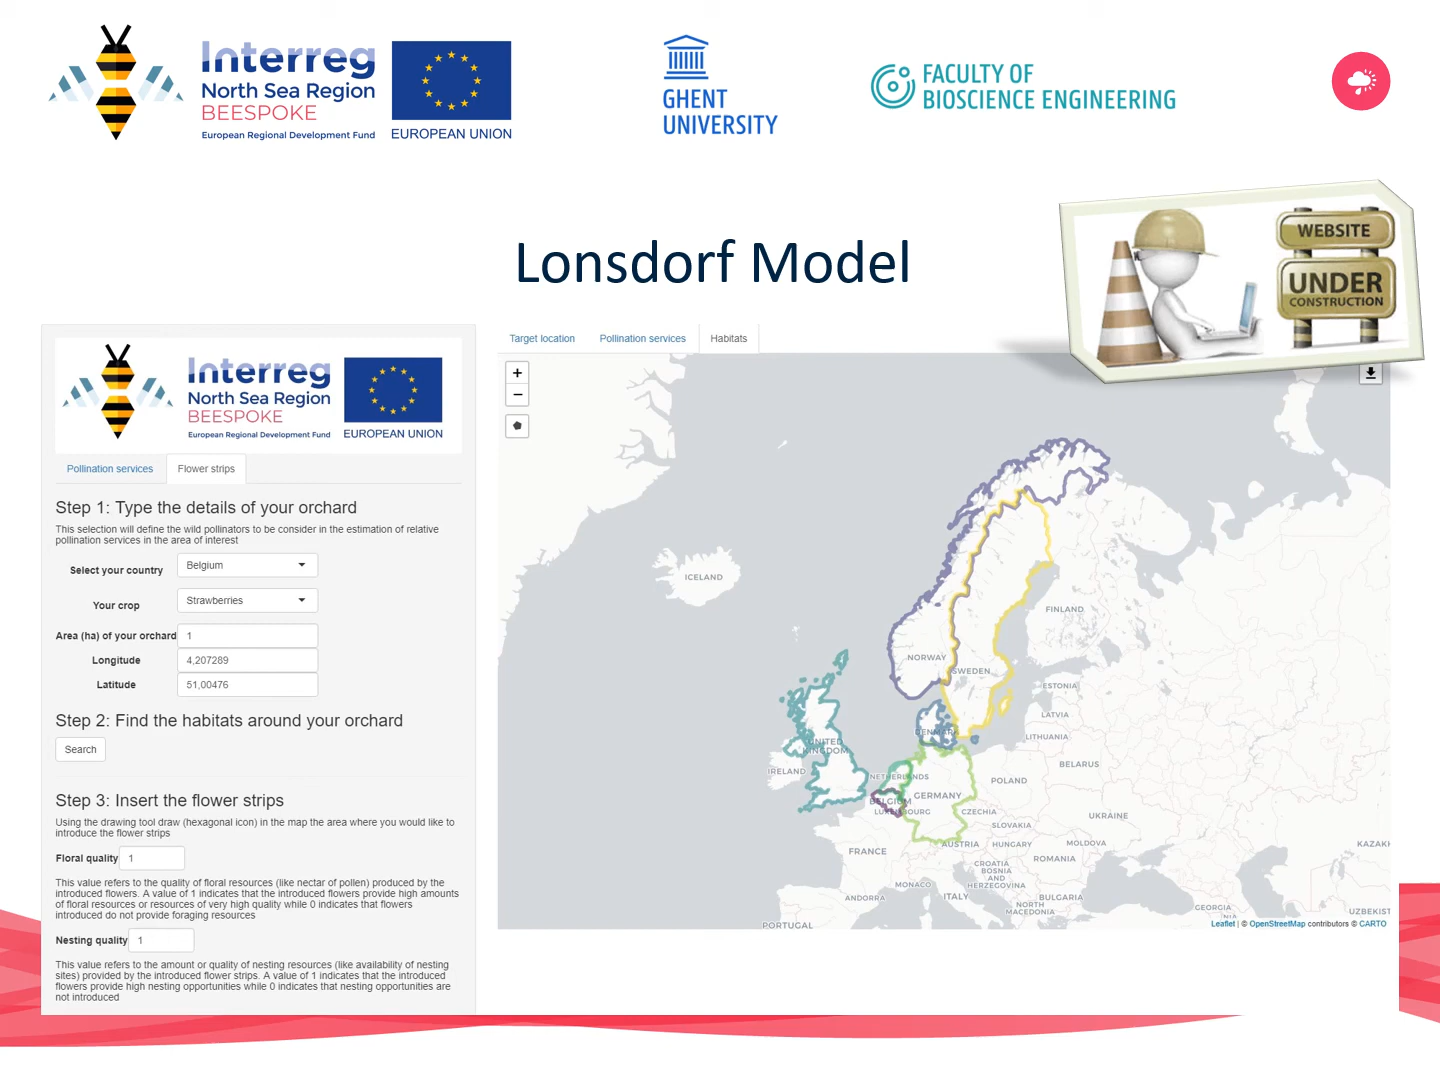 Interreg
North Sea Region
BEESPOKE
European Regional Development Fund
EUROPEAN UNION
GHENT
UNIVERSITY
FACULTY OF
BIOSCIENCE ENGINEERING
Lonsdorf Model
WEBSITE
UNDER
CONSTRUCTION
Interreg
North Sea Region
BEESPOKE
European Regional Development Fund
EUROPEAN UNION
Pollination services
Flower strips
Step 1: Type the details of your orchard
This selection will define the wild pollinators to be consider in the estimation of relative
pollination services in the area of interest
Select your country
Belgium
Your crop
Strawberries
Area (ha) of your orchard
1
Longitude
4,207289
Latitude
51,00476
Step 2: Find the habitats around your orchard
Search
Step 3: Insert the flower strips
Using the drawing tool draw (hexagonal icon) in the map the area where you would like to
introduce the flower strips
Floral quality
1
This value refers to the quality of floral resources (like nectar of pollen) produced by the
introduced flowers. A value of 1 indicates that the introduced flowers provide high amounts
of floral resources or resources of very high quality while 0 indicates that flowers
introduced do not provide foraging resources
Nesting quality
1
This value refers to the amount or quality of nesting resources (like availability of nesting
sites) provided by the introduced flower strips. A value of 1 indicates that the introduced
flowers provide high nesting opportunities while 0 indicates that nesting opportunities are
not introduced
Target location
Pollination services
Habitats
+
−
ICELAND
FINLAND
NORWAY
SWEDEN
ESTONIA
LATVIA
LITHUANIA
DENMARK
UNITED
KINGDOM
IRELAND
NETHERLANDS
BELARUS
POLAND
GERMANY
BELGIUM
LUXEMBOURG
CZECHIA
UKRAINE
SLOVAKIA
AUSTRIA
HUNGARY
MOLDOVA
FRANCE
ROMANIA
CROATIA
BOSNIA
AND
HERZEGOVINA
KAZAKH
MONACO
ANDORRA
ITALY
BULGARIA
NORTH
MACEDONIA
GEORGIA
UZBEKIST
PORTUGAL
Leaflet | © OpenStreetMap contributors © CARTO